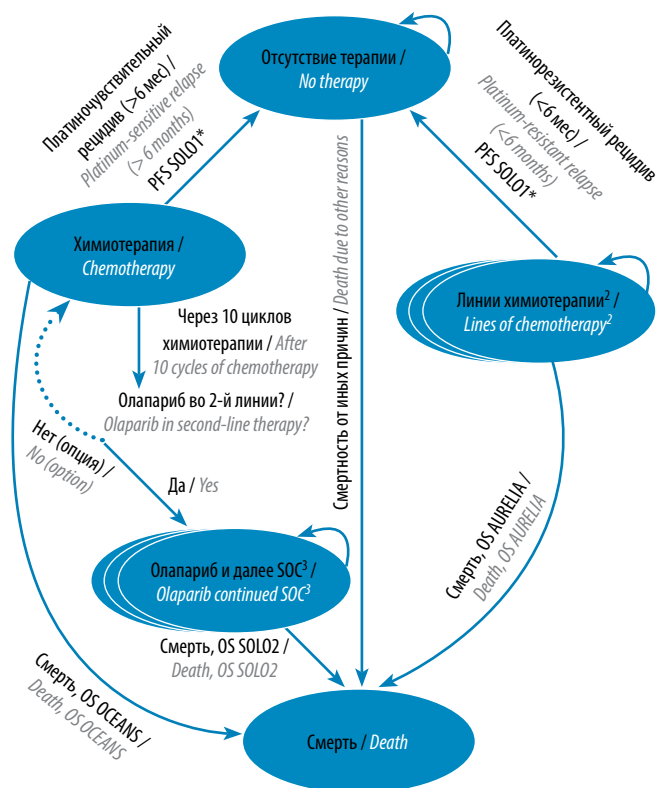 Отсутствие терапии /
No therapy
Платиночувствительный
рецидив (>6 мес) /
Platinum-sensitive relapse
(> 6 months)
PFS SOLO1*
Платинорезистентный рецидив
(<6 мес) /
Platinum-resistant relapse
(<6 months)
PFS SOLO1*
Химиотерапия /
Chemotherapy
Смертность от иных причин / Death due to other reasons
Линии химиотерапии² /
Lines of chemotherapy²
Через 10 циклов
химиотерапии / After
10 cycles of chemotherapy
Олапариб во 2-й линии? /
Olaparib in second-line therapy?
Нет (опция) /
No (option)
Да / Yes
Олапариб и далее SOC³ /
Olaparib continued SOC³
Смерть, OS AURELIA /
Death, OS AURELIA
Смерть, OS SOLO2 /
Death, OS SOLO2
Смерть, OS OCEANS /
Death, OS OCEANS
Смерть / Death